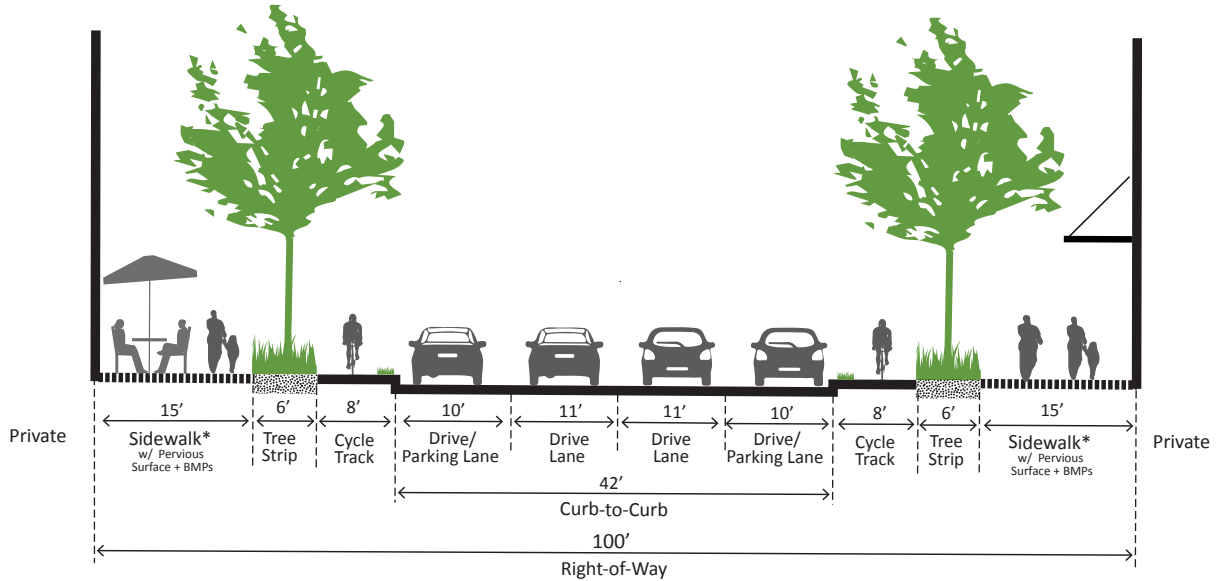 15’ 6’ 8’ 10’ 11’ 11’ 10’ 8’ 6’ 15’
Private Sidewalk* Tree Cycle Drive/ Drive Drive Drive/ Cycle Tree Sidewalk* Private
w/ Pervious Strip Track Parking Lane Lane Lane Parking Lane Track Strip w/ Pervious
Surface + BMPs Surface + BMPs
42’
Curb-to-Curb
100’
Right-of-Way